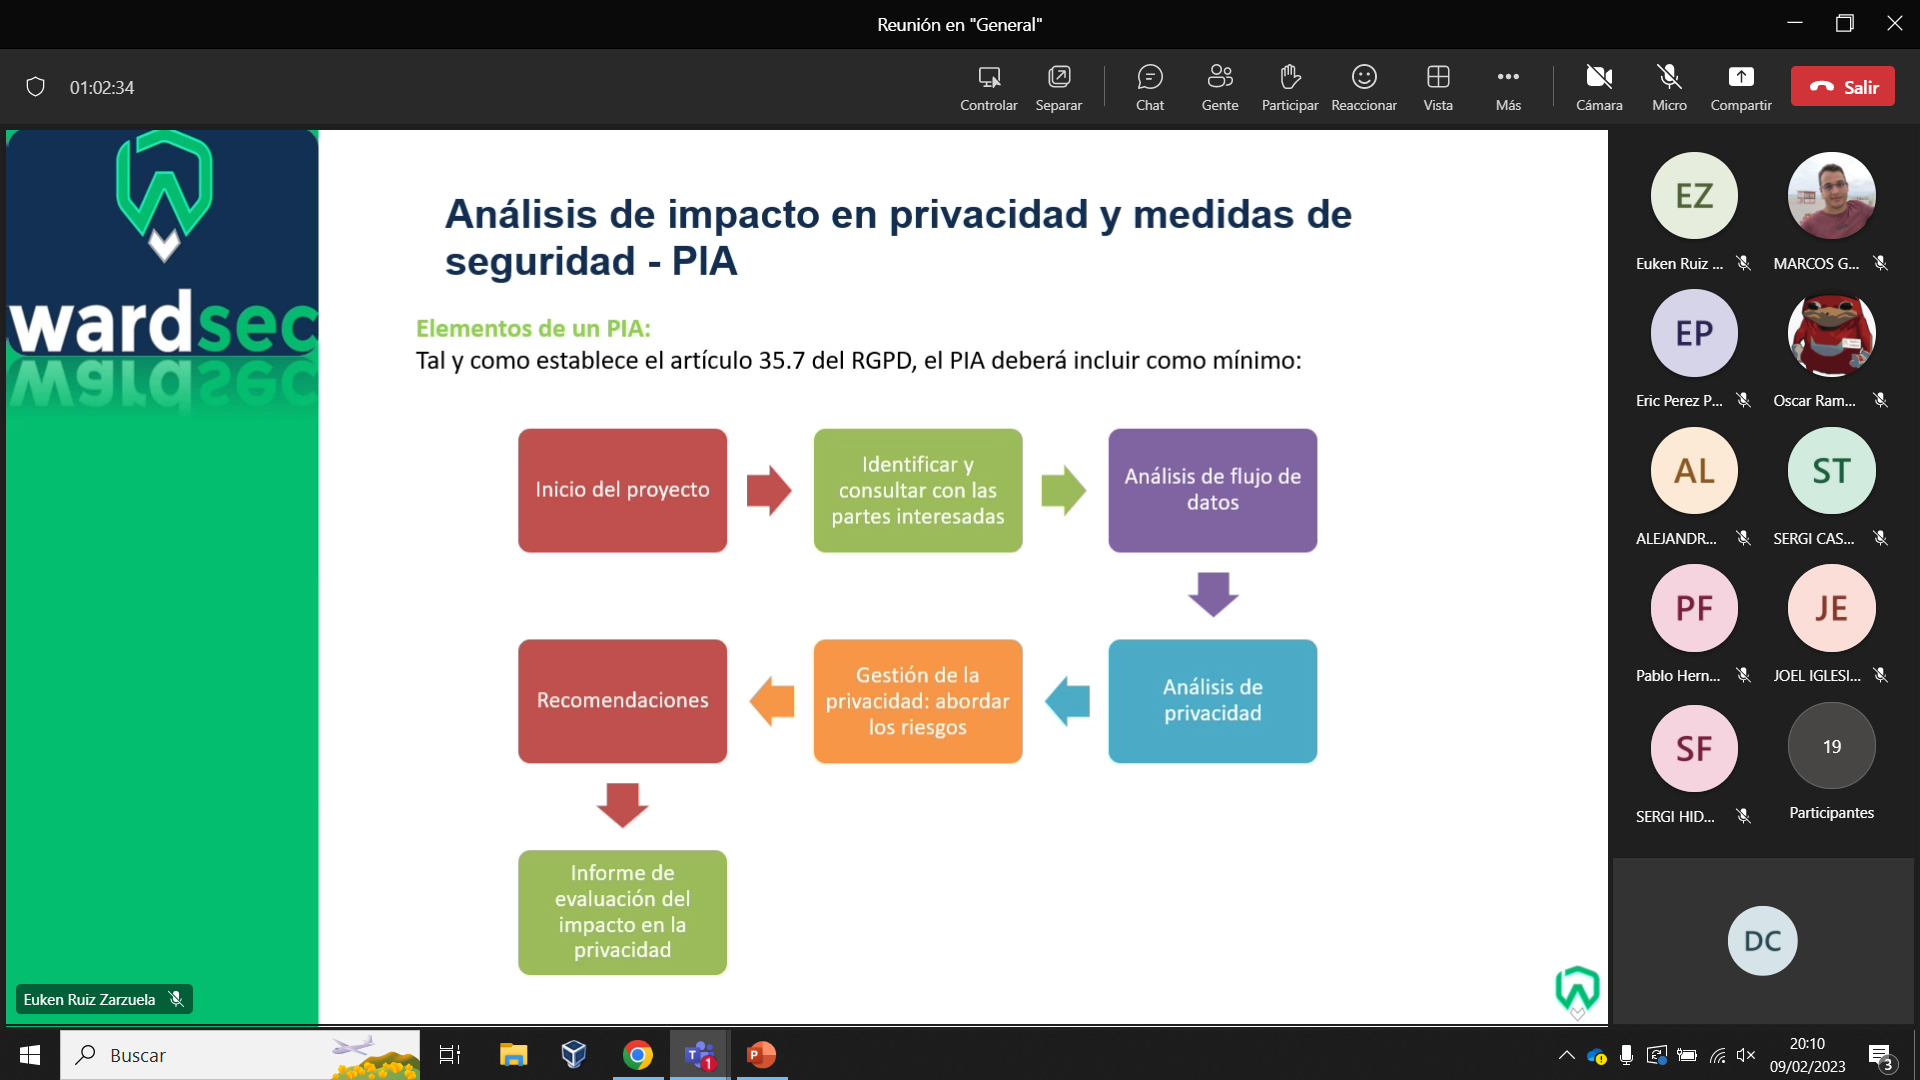 Reunión en "General"
01:02:34
Controlar
Separar
Chat
Gente
Participar
Reaccionar
Vista
Más
Cámara
Micro
Compartir
Salir
wardsec
Análisis de impacto en privacidad y medidas de
seguridad - PIA
Elementos de un PIA:
Tal y como establece el artículo 35.7 del RGPD, el PIA deberá incluir como mínimo:
Inicio del proyecto
Identificar y
consultar con las
partes interesadas
Análisis de flujo de
datos
Análisis de
privacidad
Gestión de la
privacidad: abordar
los riesgos
Recomendaciones
Informe de
evaluación del
impacto en la
privacidad
Euken Ruiz Zarzuela
EZ
Euken Ruiz ...
MARCOS G...
EP
Eric Perez P...
Oscar Ram...
AL
ALEJANDR...
ST
SERGI CAS...
PF
Pablo Hern...
JE
JOEL IGLESI...
SF
SERGI HID...
19
Participantes
DC
Buscar
1
20:10
09/02/2023
3